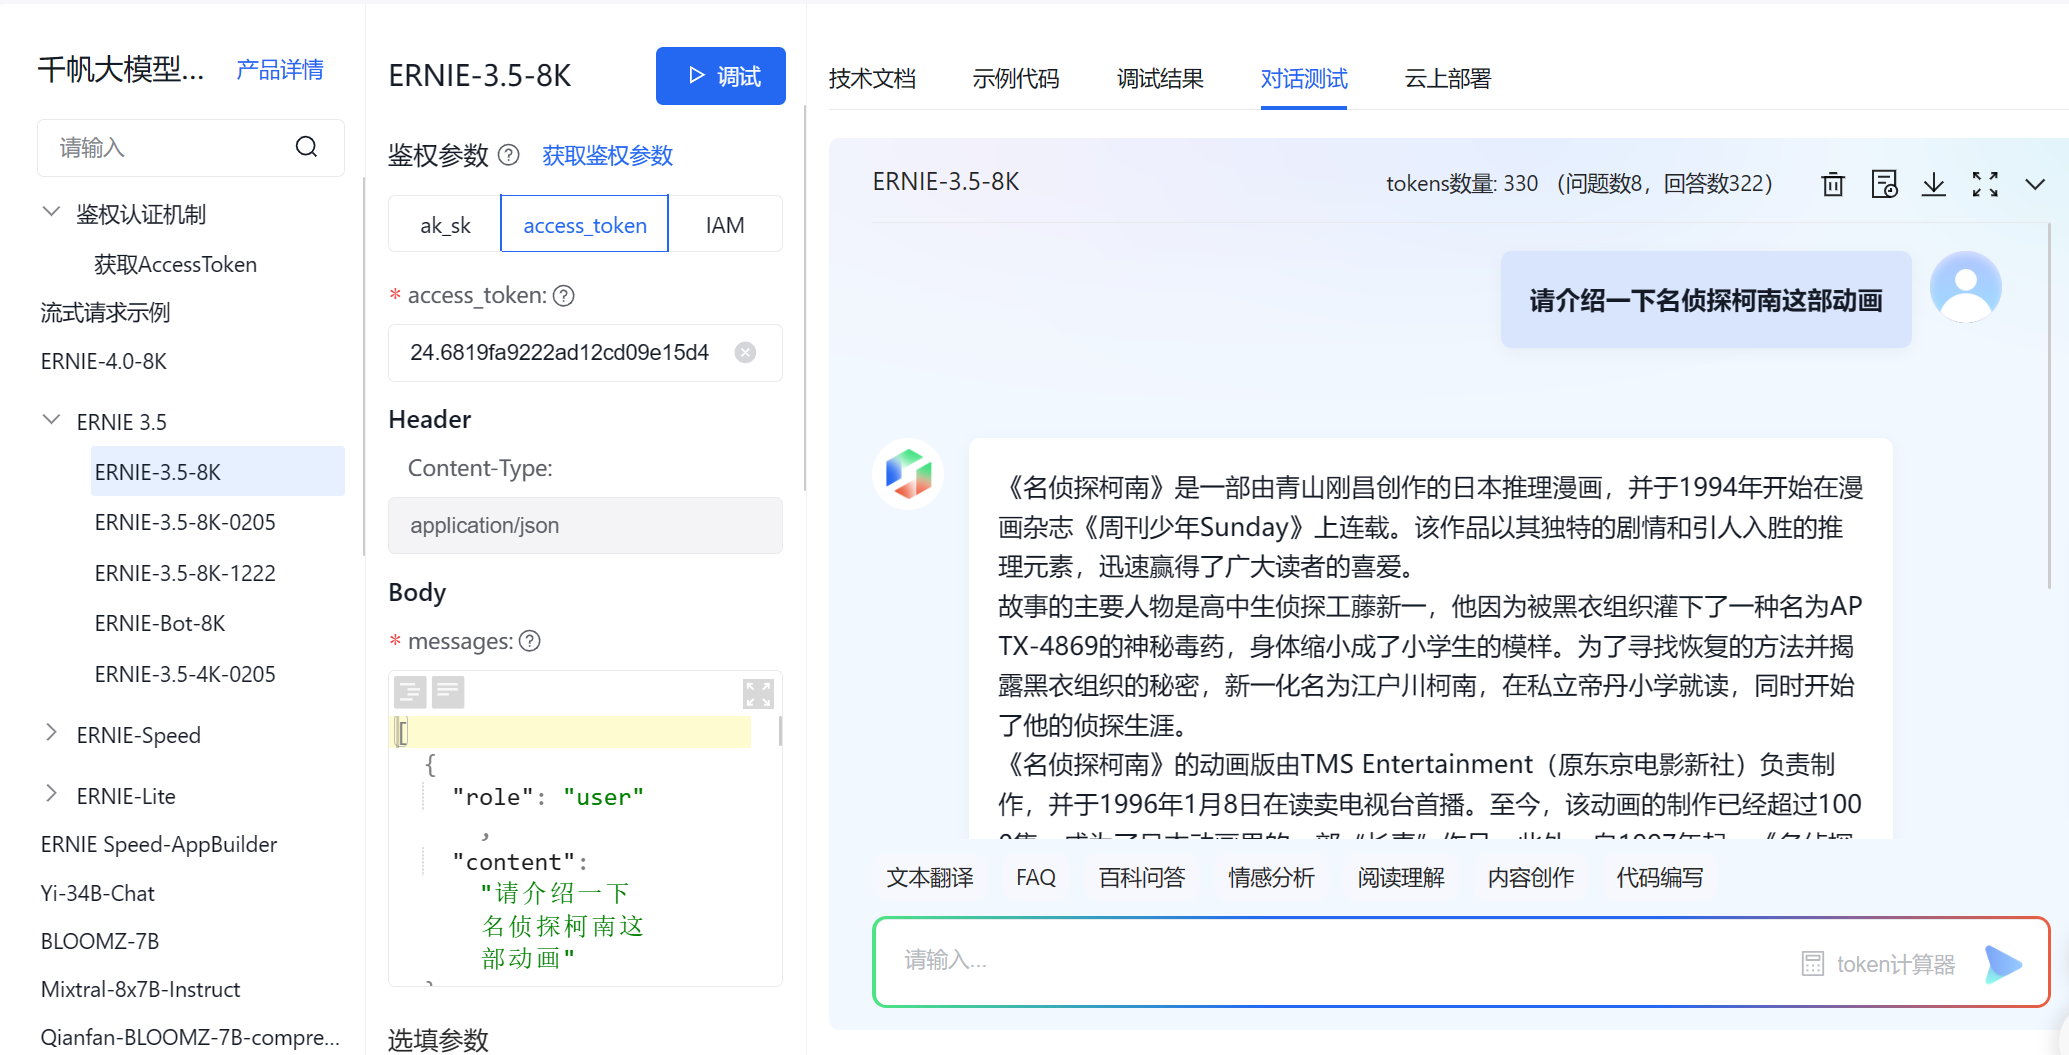 千帆大模型...
产品详情
请输入
鉴权认证机制
获取AccessToken
流式请求示例
ERNIE-4.0-8K
ERNIE 3.5
ERNIE-3.5-8K
ERNIE-3.5-8K-0205
ERNIE-3.5-8K-1222
ERNIE-Bot-8K
ERNIE-3.5-4K-0205
ERNIE-Speed
ERNIE-Lite
ERNIE Speed-AppBuilder
Yi-34B-Chat
BLOOMZ-7B
Mixtral-8x7B-Instruct
Qianfan-BLOOMZ-7B-compre...
ERNIE-3.5-8K
调试
鉴权参数 ? 获取鉴权参数
ak_sk access_token IAM
* access_token: ?
24.6819fa9222ad12cd09e15d4
Header
Content-Type:
application/json
Body
* messages: ?
[
{
"role": "user"
,
"content":
"请介绍一下
名侦探柯南这
部动画"
选填参数
技术文档 示例代码 调试结果 对话测试 云上部署
ERNIE-3.5-8K
tokens数量: 330 （问题数8，回答数322）
请介绍一下名侦探柯南这部动画
《名侦探柯南》是一部由青山刚昌创作的日本推理漫画，并于1994年开始在漫
画杂志《周刊少年Sunday》上连载。该作品以其独特的剧情和引人入胜的推
理元素，迅速赢得了广大读者的喜爱。
故事的主要人物是高中生侦探工藤新一，他因为被黑衣组织灌下了一种名为AP
TX-4869的神秘毒药，身体缩小成了小学生的模样。为了寻找恢复的方法并揭
露黑衣组织的秘密，新一化名为江户川柯南，在私立帝丹小学就读，同时开始
了他的侦探生涯。
《名侦探柯南》的动画版由TMS Entertainment（原东京电影新社）负责制
作，并于1996年1月8日在读卖电视台首播。至今，该动画的制作已经超过100
文本翻译 FAQ 百科问答 情感分析 阅读理解 内容创作 代码编写
请输入...
token计算器